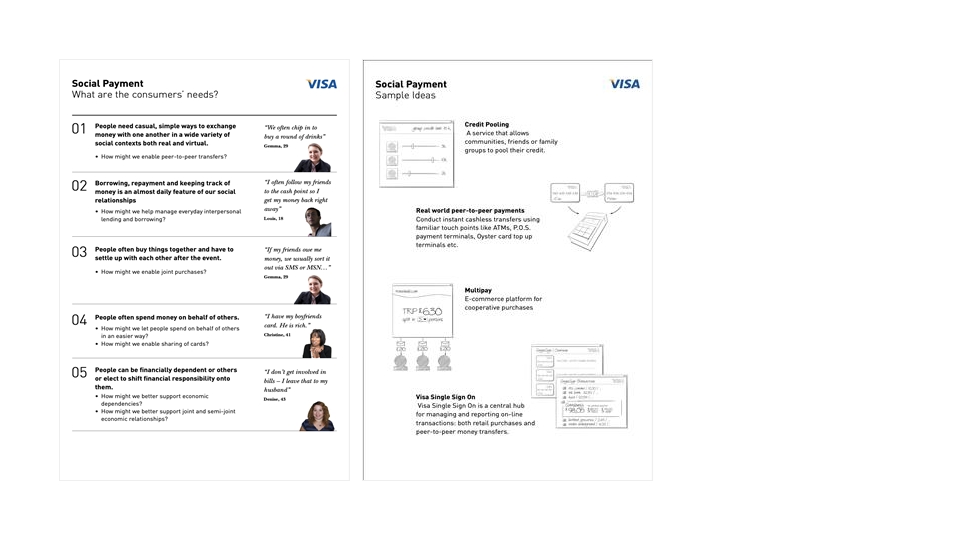 Social Payment
What are the consumers' needs?
VISA
01
People need casual, simple ways to exchange
money with one another in a wide variety of
social contexts both real and virtual.
• How might we enable peer-to-peer transfers?
"We often chip in to
buy a round of drinks"
Gemma, 29
02
Borrowing, repayment and keeping track of
money is an almost daily feature of our social
relationships
• How might we help manage everyday interpersonal
lending and borrowing?
"I often follow my friends
to the cash point so I
get my money back right
away"
Louis, 18
03
People often buy things together and have to
settle up with each other after the event.
• How might we enable joint purchases?
"If my friends owe me
money, we usually sort it
out via SMS or MSN..."
Gemma, 29
04
People often spend money on behalf of others.
• How might we let people spend on behalf of others
in an easier way?
• How might we enable sharing of cards?
"I have my boyfriends
card. He is rich."
Christine, 41
05
People can be financially dependent or others
or elect to shift financial responsibility onto
them.
• How might we better support economic
dependencies?
• How might we better support joint and semi-joint
economic relationships?
"I don't get involved in
bills – I leave that to my
husband"
Denise, 43
Social Payment
Sample Ideas
VISA
Credit Pooling
A service that allows
communities, friends or family
groups to pool their credit.
Real world peer-to-peer payments
Conduct instant cashless transfers using
familiar touch points like ATMs, P.O.S.
payment terminals, Oyster card top up
terminals etc.
Multipay
E-commerce platform for
cooperative purchases
TRIP £630
£210 £210 £210
Visa Single Sign On
Visa Single Sign On is a central hub
for managing and reporting on-line
transactions: both retail purchases and
peer-to-peer money transfers.